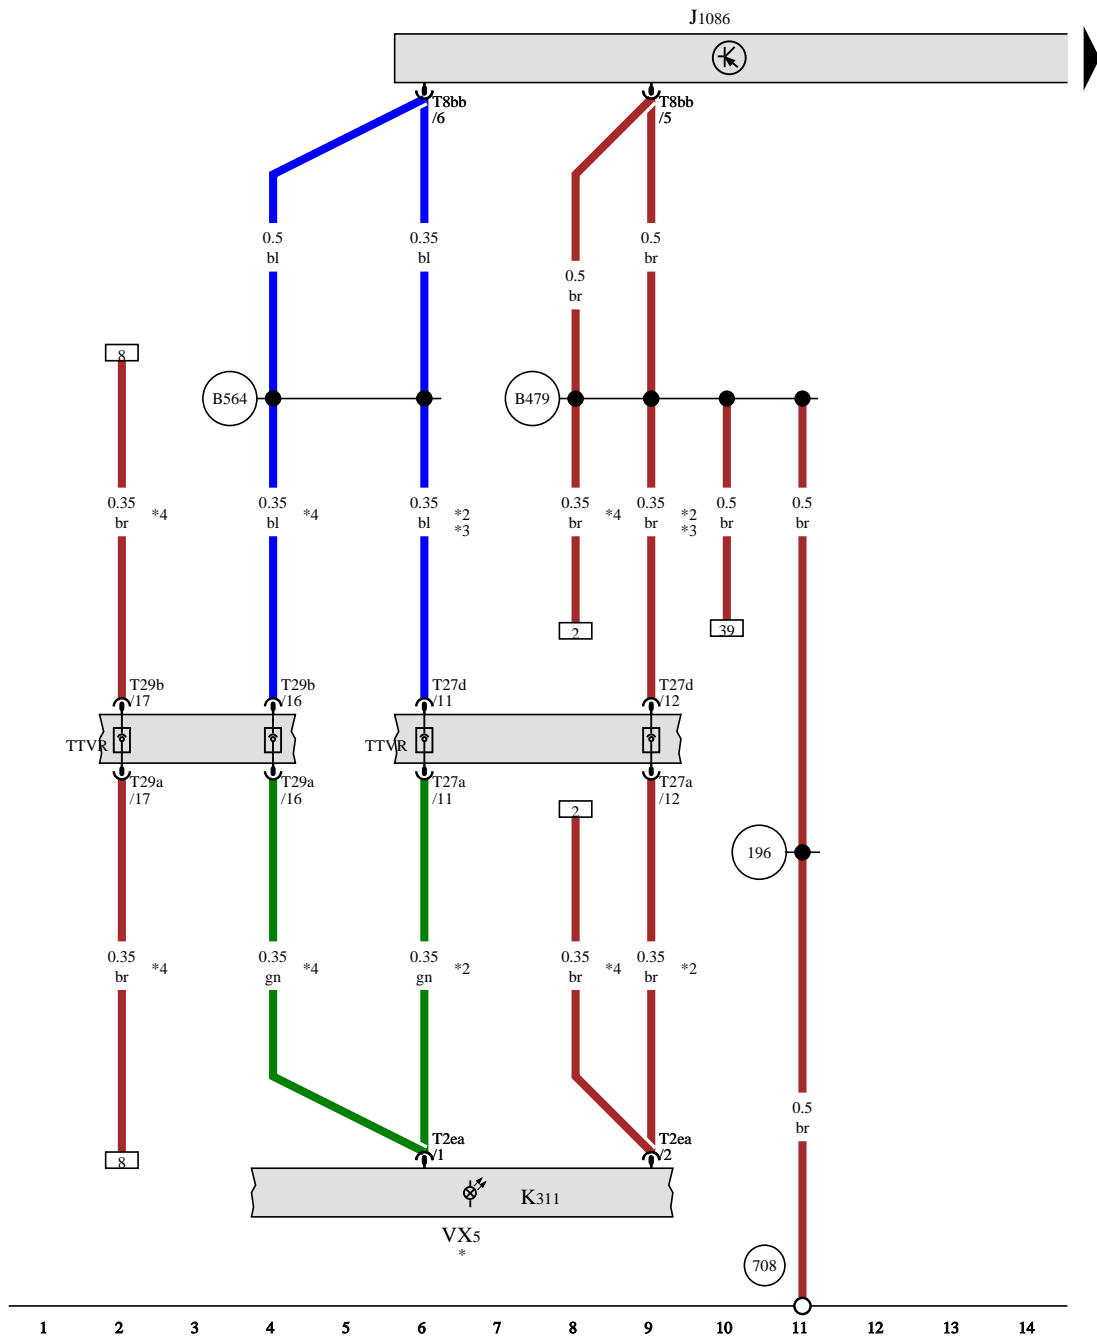 J1086
T8bb
/6
T8bb
/5
0.5
bl
0.35
bl
0.5
br
0.5
br
8
B564
B479
0.35
br
*4
0.35
bl
*4
0.35
bl
*2
*3
0.35
br
*4
0.35
br
*2
*3
0.5
br
0.5
br
2
39
T29b
/17
T29b
/16
T27d
/11
T27d
/12
TTVR
TTVR
T29a
/17
T29a
/16
T27a
/11
T27a
/12
2
196
0.35
br
*4
0.35
gn
*4
0.35
gn
*2
0.35
br
*4
0.35
br
*2
0.5
br
T2ea
/1
T2ea
/2
8
K311
VX5
*
708
1 2 3 4 5 6 7 8 9 10 11 12 13 14